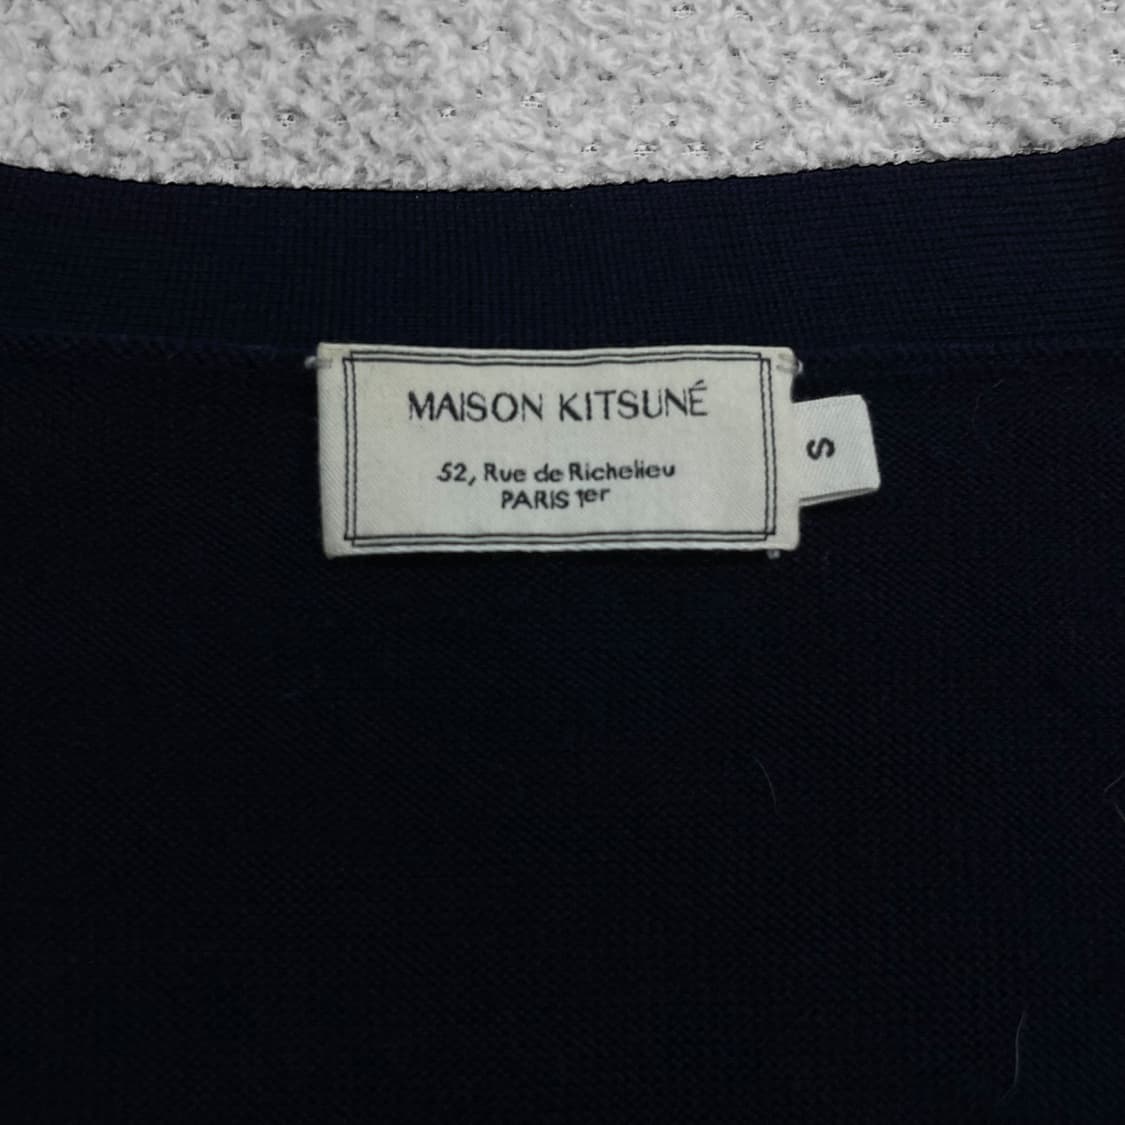 MAISON KITSUNÉ
52, Rue de Richelieu
PARIS 1er
S